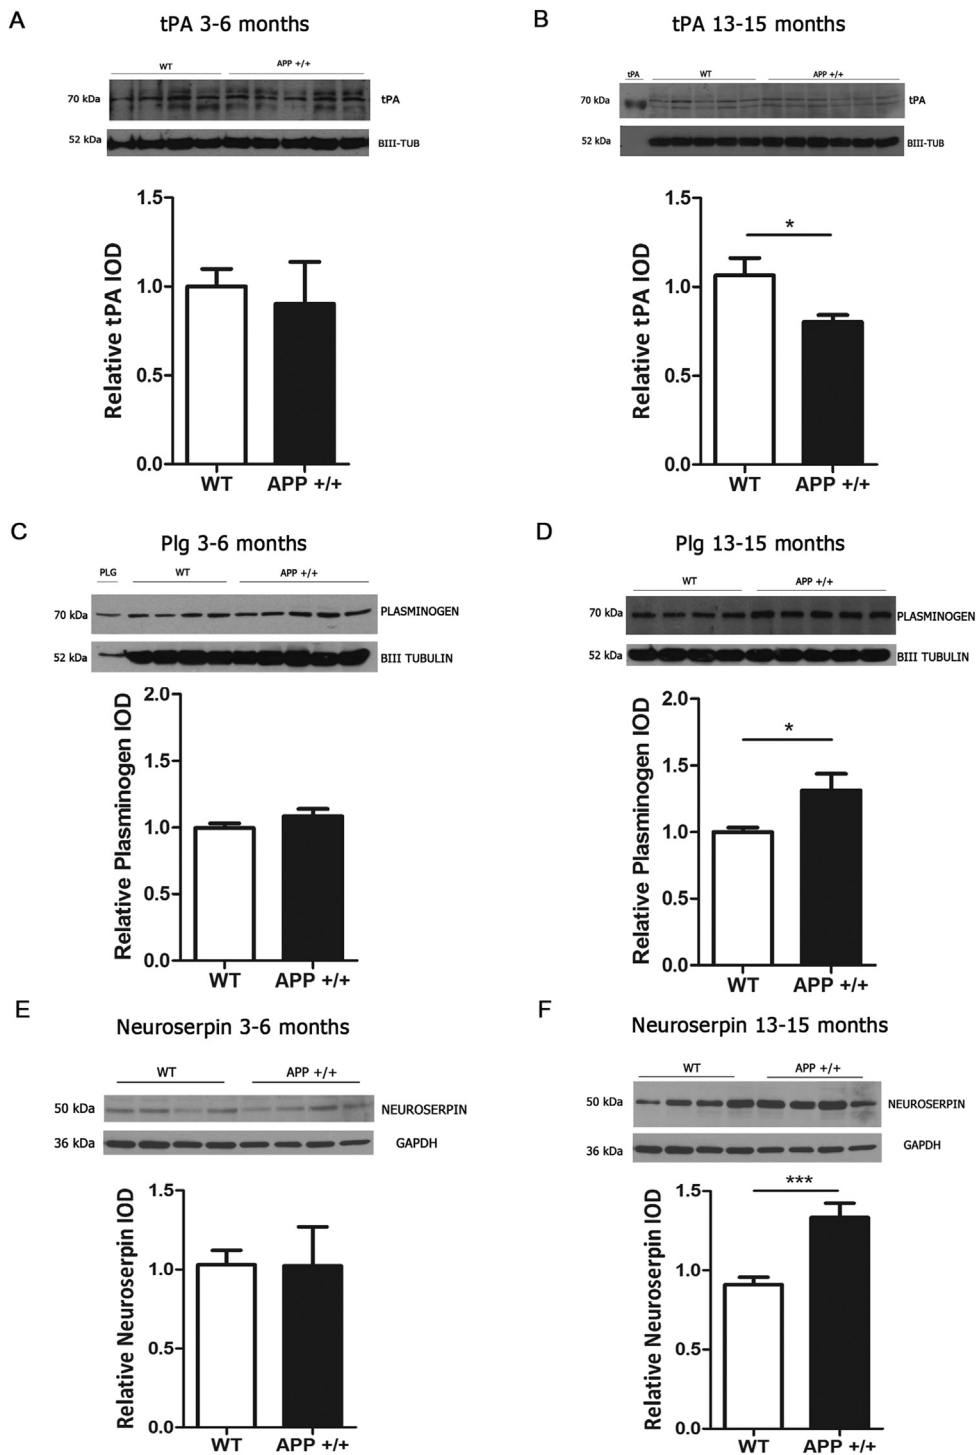 A
tPA 3-6 months
WT APP +/+
70 kDa tPA
52 kDa BIII-TUB
1.5
1.0
0.5
0.0
Relative tPA IOD
WT APP +/+
B
tPA 13-15 months
tPA WT APP +/+
70 kDa tPA
52 kDa BIII-TUB
1.5
*
1.0
0.5
0.0
Relative tPA IOD
WT APP +/+
C
Plg 3-6 months
PLG WT APP +/+
70 kDa PLASMINOGEN
52 kDa BIII TUBULIN
2.0
1.5
1.0
0.5
0.0
Relative Plasminogen IOD
WT APP +/+
D
Plg 13-15 months
WT APP +/+
70 kDa PLASMINOGEN
52 kDa BIII TUBULIN
2.0
*
1.5
1.0
0.5
0.0
Relative Plasminogen IOD
WT APP +/+
E
Neuroserpin 3-6 months
WT APP +/+
50 kDa NEUROSERPIN
36 kDa GAPDH
1.5
1.0
0.5
0.0
Relative Neuroserpin IOD
WT APP +/+
F
Neuroserpin 13-15 months
WT APP +/+
50 kDa NEUROSERPIN
36 kDa GAPDH
1.5
***
1.0
0.5
0.0
Relative Neuroserpin IOD
WT APP +/+